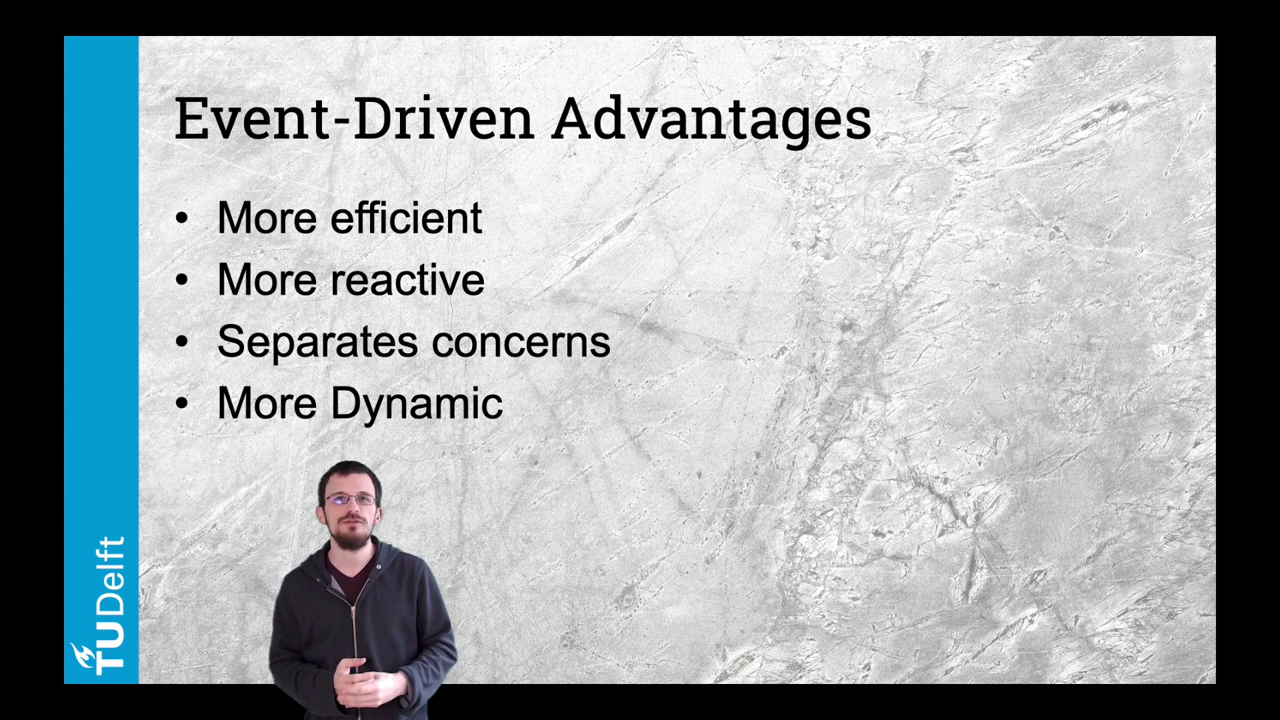 Event-Driven Advantages
• More efficient
• More reactive
• Separates concerns
• More Dynamic
TUDelft